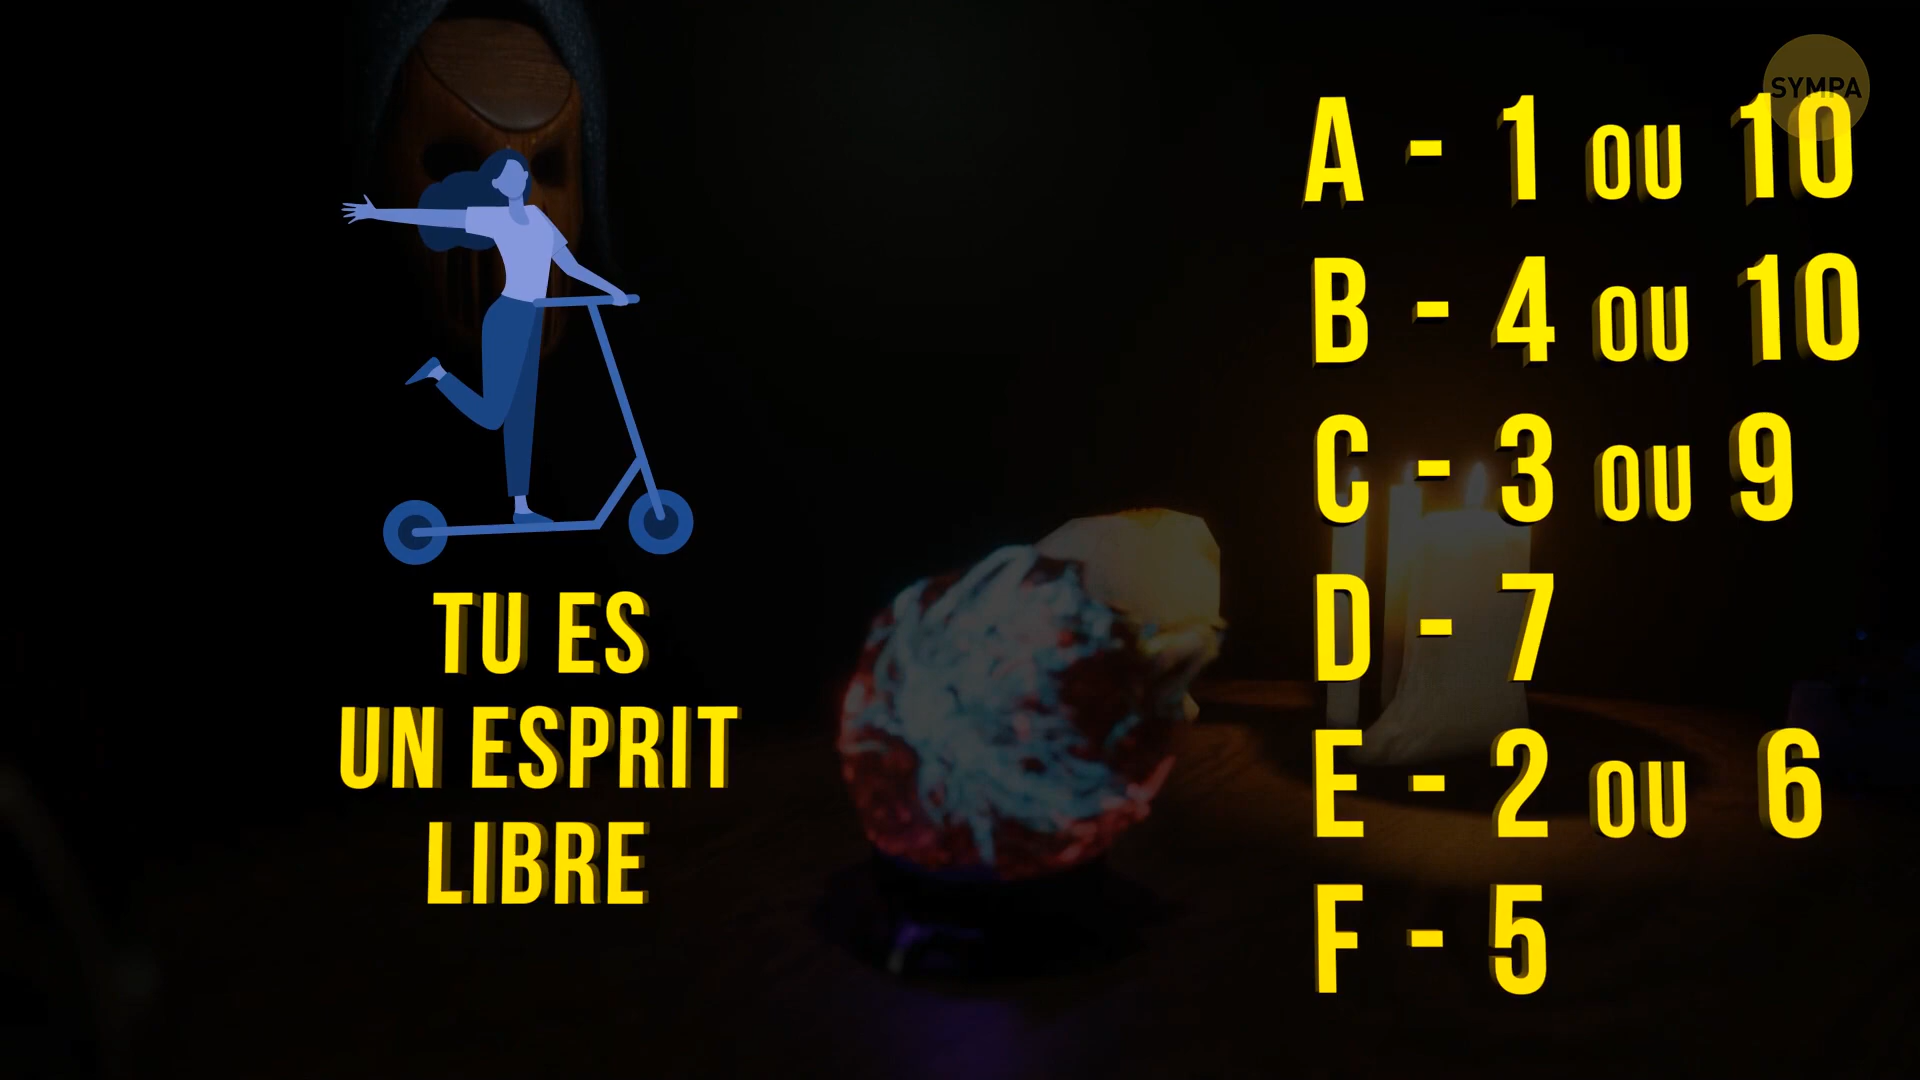 SYMPA
TU ES
UN ESPRIT
LIBRE
A - 1 OU 10
B - 4 OU 10
C - 3 OU 9
D - 7
E - 2 OU 6
F - 5